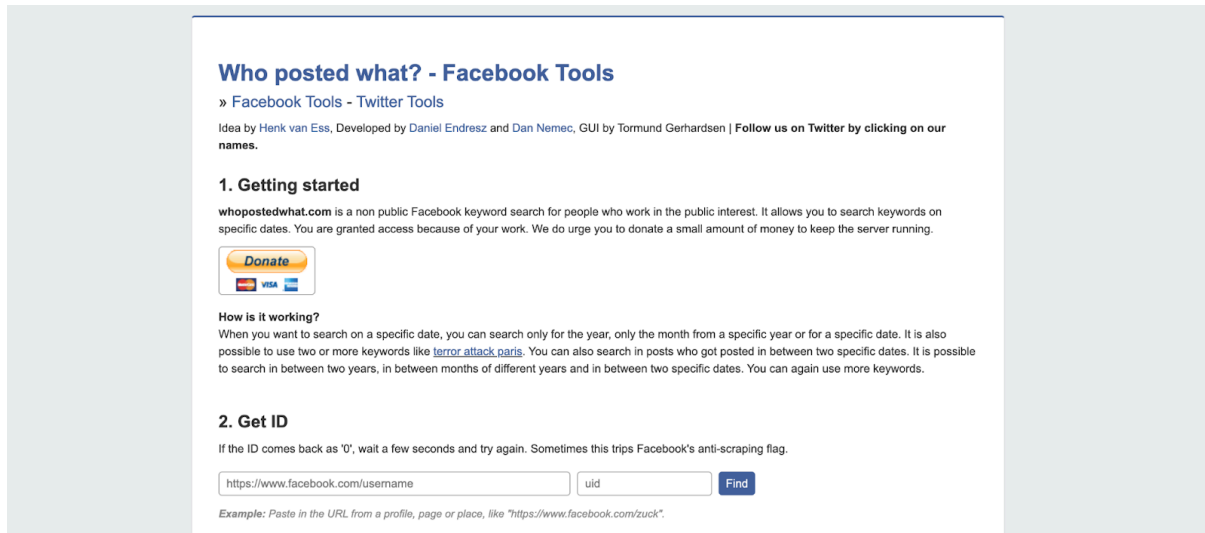 Who posted what? - Facebook Tools
» Facebook Tools - Twitter Tools
Idea by Henk van Ess, Developed by Daniel Endresz and Dan Nemec, GUI by Tormund Gerhardsen | Follow us on Twitter by clicking on our
names.
1. Getting started
whopostedwhat.com is a non public Facebook keyword search for people who work in the public interest. It allows you to search keywords on
specific dates. You are granted access because of your work. We do urge you to donate a small amount of money to keep the server running.
Donate
VISA
How is it working?
When you want to search on a specific date, you can search only for the year, only the month from a specific year or for a specific date. It is also
possible to use two or more keywords like terror attack paris. You can also search in posts who got posted in between two specific dates. It is possible
to search in between two years, in between months of different years and in between two specific dates. You can again use more keywords.
2. Get ID
If the ID comes back as '0', wait a few seconds and try again. Sometimes this trips Facebook's anti-scraping flag.
https://www.facebook.com/username uid Find
Example: Paste in the URL from a profile, page or place, like "https://www.facebook.com/zuck".